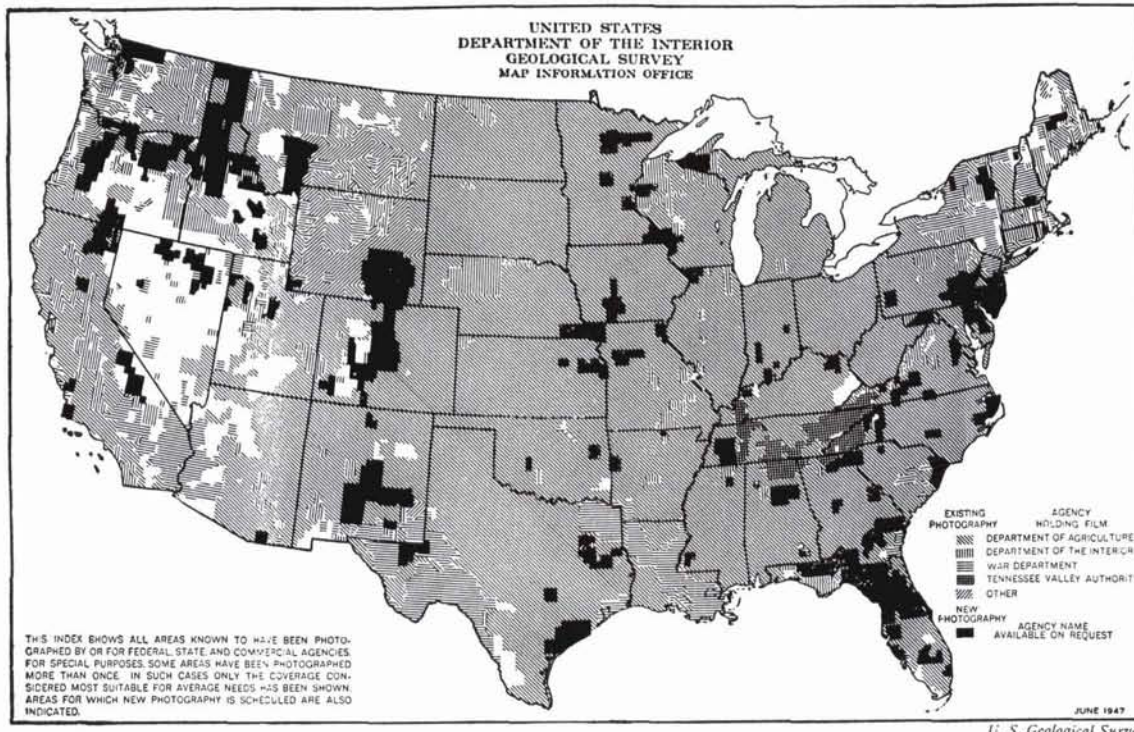 UNITED STATES
DEPARTMENT OF THE INTERIOR
GEOLOGICAL SURVEY
MAP INFORMATION OFFICE
EXISTING PHOTOGRAPHY
AGENCY HOLDING FILM
DEPARTMENT OF AGRICULTURE
DEPARTMENT OF THE INTERIOR
WAR DEPARTMENT
TENNESSEE VALLEY AUTHORIT
OTHER
NEW PHOTOGRAPHY
AGENCY NAME
AVAILABLE ON REQUEST
THIS INDEX SHOWS ALL AREAS KNOWN TO HAVE BEEN PHOTO-
GRAPHED BY OR FOR FEDERAL, STATE, AND COMMERCIAL AGENCIES,
FOR SPECIAL PURPOSES. SOME AREAS HAVE BEEN PHOTOGRAPHED
MORE THAN ONCE. IN SUCH CASES ONLY THE COVERAGE CON-
SIDERED MOST SUITABLE FOR AVERAGE NEEDS HAS BEEN SHOWN.
AREAS FOR WHICH NEW PHOTOGRAPHY IS SCHEDULED ARE ALSO
INDICATED.
JUNE 1947
U. S. Geological Surve